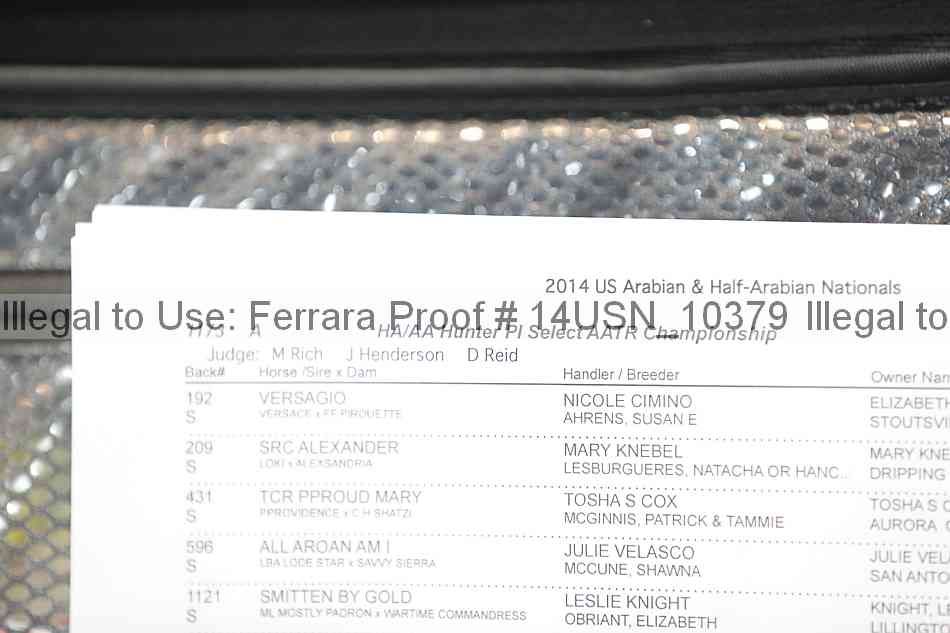 2014 US Arabian & Half-Arabian Nationals
Illegal to Use: Ferrara Proof # 14USN_10379 Illegal to
1173 A HA/AA Hunter Pl Select AATR Championship
Judge: M Rich J Henderson D Reid
Back# Horse /Sire x Dam Handler / Breeder Owner Nam
192 VERSAGIO NICOLE CIMINO ELIZABETH
S VERSACE x FF PIROUETTE AHRENS, SUSAN E STOUTSVI
209 SRC ALEXANDER MARY KNEBEL MARY KNE
S LOKI x ALEXSANDRIA LESBURGUERES, NATACHA OR HANC... DRIPPING
431 TCR PPROUD MARY TOSHA S COX TOSHA S C
S PPROVIDENCE x C H SHATZI MCGINNIS, PATRICK & TAMMIE AURORA
596 ALL AROAN AM I JULIE VELASCO JULIE VEL
S LBA LODE STAR x SAVVY SIERRA MCCUNE, SHAWNA SAN ANTO
1121 SMITTEN BY GOLD LESLIE KNIGHT KNIGHT, L
S ML MOSTLY PADRON x WARTIME COMMANDRESS OBRIANT, ELIZABETH LILLINGTO